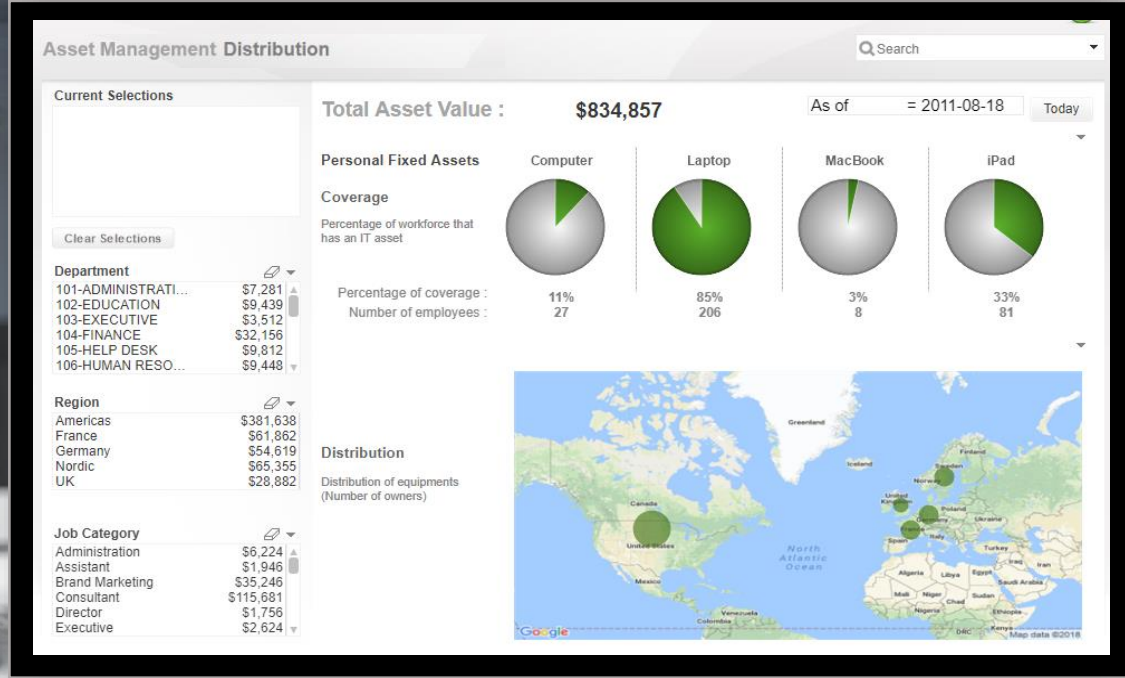 Asset Management Distribution
Search
Current Selections
Clear Selections
Department
101-ADMINISTRATI... $7,281
102-EDUCATION $9,439
103-EXECUTIVE $3,512
104-FINANCE $32,156
105-HELP DESK $9,812
106-HUMAN RESO... $9,448
Region
Americas $381,638
France $61,862
Germany $54,619
Nordic $65,355
UK $28,882
Job Category
Administration $6,224
Assistant $1,946
Brand Marketing $35,246
Consultant $115,681
Director $1,756
Executive $2,624
Total Asset Value : $834,857
As of = 2011-08-18 Today
Personal Fixed Assets Computer Laptop MacBook iPad
Coverage
Percentage of workforce that
has an IT asset
Percentage of coverage : 11% 85% 3% 33%
Number of employees : 27 206 8 81
Distribution
Distribution of equipments
(Number of owners)
Greenland
Iceland
Finland
Sweden
Norway
United
Kingdom
Canada
Poland
Germany
Ukraine
France
United States
Spain
Italy
Turkey
North
Atlantic
Ocean
Iraq
Iran
Algeria
Libya
Egypt
Saudi Arabia
Mexico
Mali
Niger
Chad
Sudan
Nigeria
Ethiopia
Venezuela
Colombia
DRC
Kenya
Google
Map data ©2018